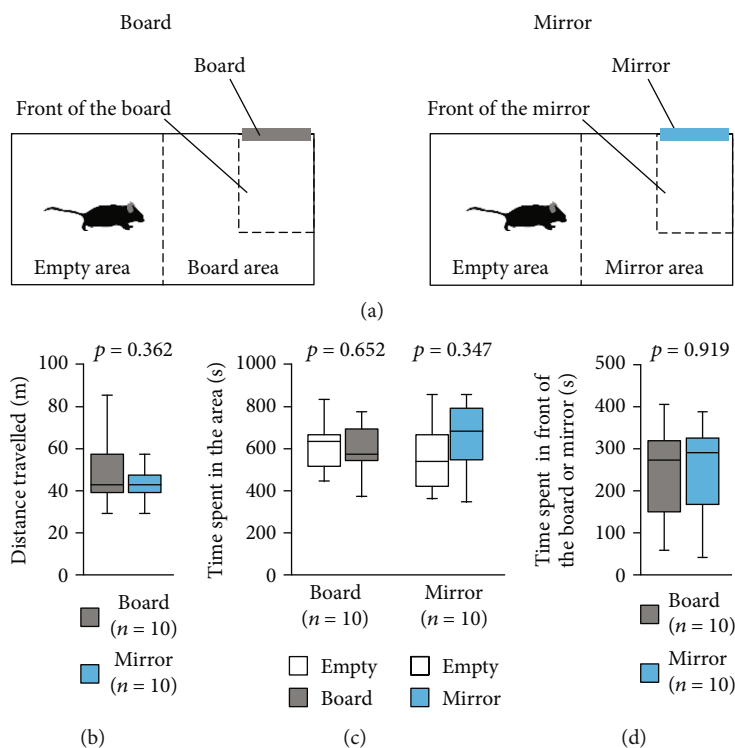 Board
Mirror
Board
Mirror
Front of the board
Front of the mirror
Empty area
Board area
Empty area
Mirror area
(a)
p = 0.362
Distance travelled (m)
100
80
60
40
20
0
Board
(n = 10)
Mirror
(n = 10)
(b)
p = 0.652
p = 0.347
Time spent in the area (s)
1000
800
600
400
200
0
Board
(n = 10)
Mirror
(n = 10)
Empty
Empty
Board
Mirror
(c)
p = 0.919
Time spent in front of
the board or mirror (s)
500
400
300
200
100
0
Board
(n = 10)
Mirror
(n = 10)
(d)